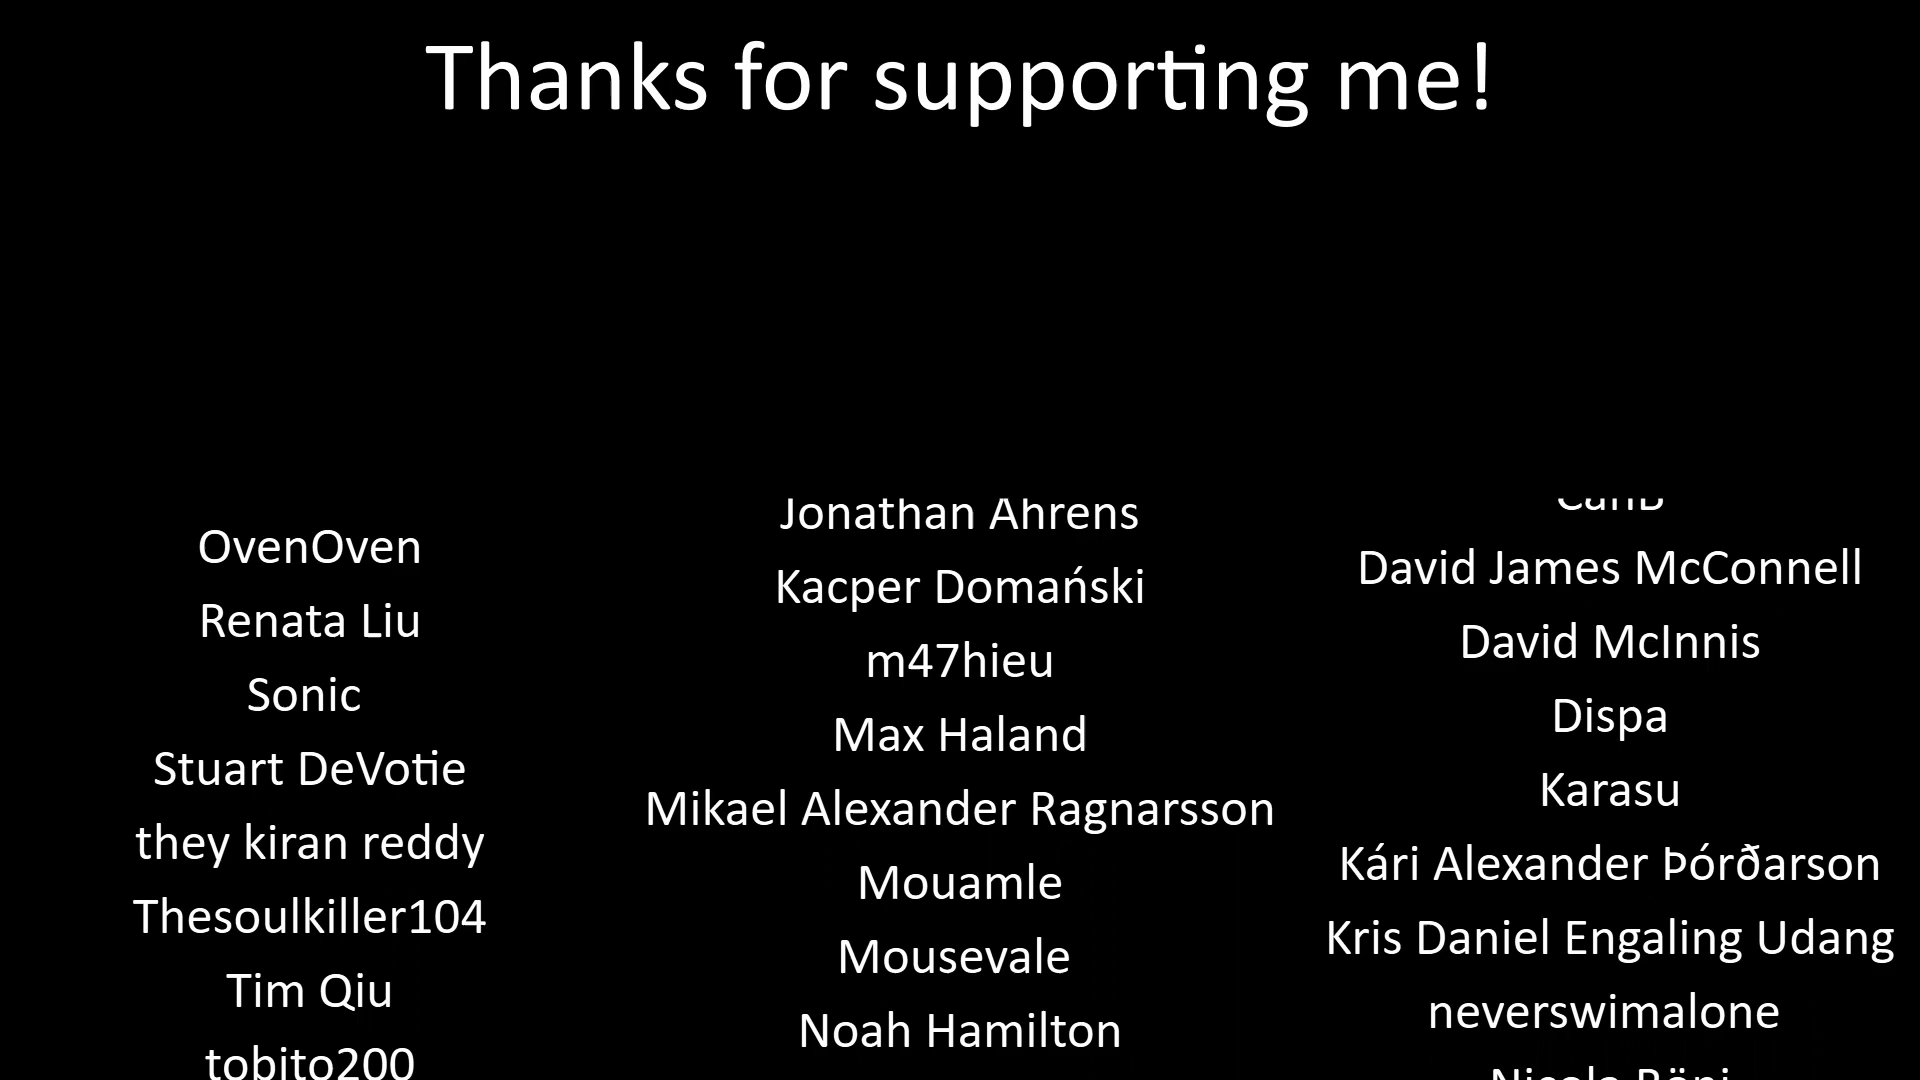 Thanks for supporting me!
OvenOven
Renata Liu
Sonic
Stuart DeVotie
they kiran reddy
Thesoulkiller104
Tim Qiu
tobito200
Jonathan Ahrens
Kacper Domański
m47hieu
Max Haland
Mikael Alexander Ragnarsson
Mouamle
Mousevale
Noah Hamilton
David James McConnell
David McInnis
Dispa
Karasu
Kári Alexander Þórðarson
Kris Daniel Engaling Udang
neverswimalone